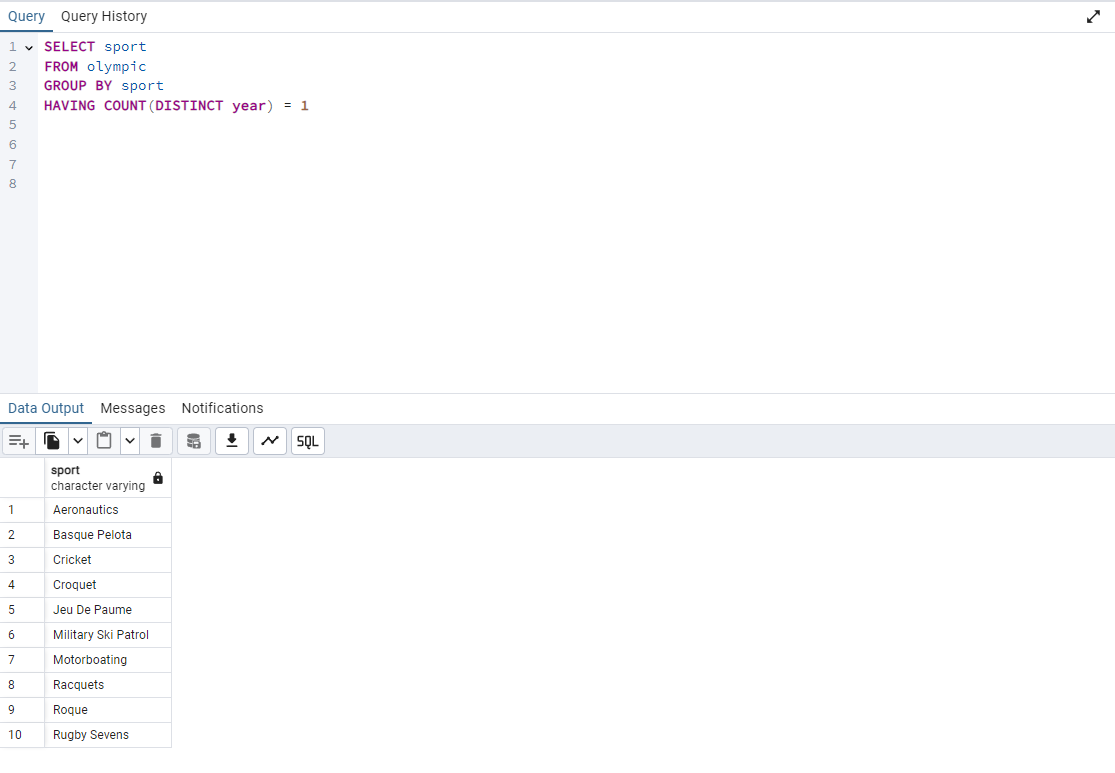 Query Query History
1 SELECT sport
2 FROM olympic
3 GROUP BY sport
4 HAVING COUNT(DISTINCT year) = 1
5
6
7
8
Data Output Messages Notifications
SQL
sport
character varying
1 Aeronautics
2 Basque Pelota
3 Cricket
4 Croquet
5 Jeu De Paume
6 Military Ski Patrol
7 Motorboating
8 Racquets
9 Roque
10 Rugby Sevens